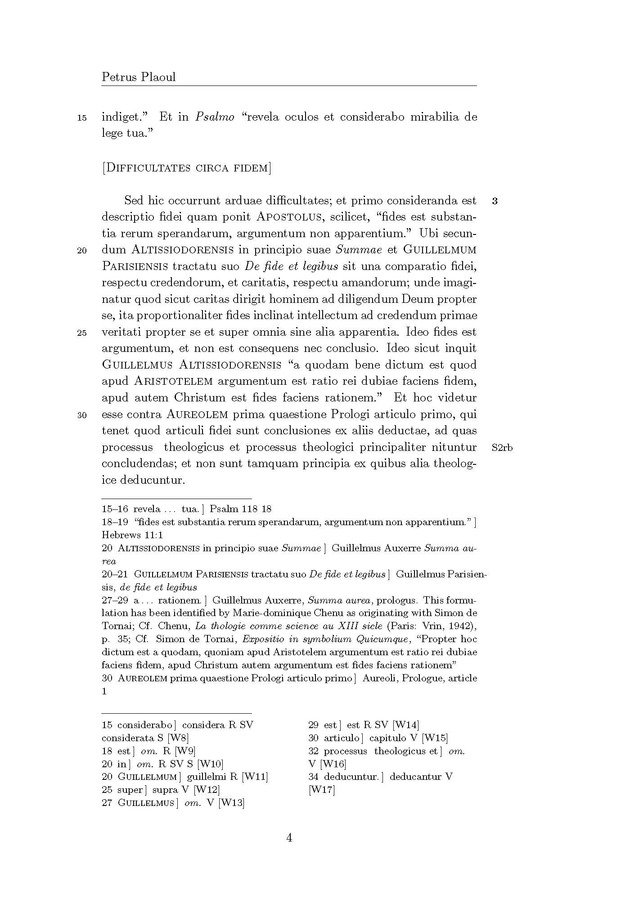 Petrus Plaoul
15 indiget.” Et in Psalmo “revela oculos et considerabo mirabilia de
lege tua.”
[Difficultates circa fidem]
Sed hic occurrunt arduae difficultates; et primo consideranda est 3
descriptio fidei quam ponit Apostolus, scilicet, “fides est substan-
tia rerum sperandarum, argumentum non apparentium.” Ubi secun-
20 dum Altissiodorensis in principio suae Summae et Guillelmum
Parisiensis tractatu suo De fide et legibus sit una comparatio fidei,
respectu credendorum, et caritatis, respectu amandorum; unde imagi-
natur quod sicut caritas dirigit hominem ad diligendum Deum propter
se, ita proportionaliter fides inclinat intellectum ad credendum primae
25 veritati propter se et super omnia sine alia apparentia. Ideo fides est
argumentum, et non est consequens nec conclusio. Ideo sicut inquit
Guillelmus Altissiodorensis “a quodam bene dictum est quod
apud Aristotelem argumentum est ratio rei dubiae faciens fidem,
apud autem Christum est fides faciens rationem.” Et hoc videtur
30 esse contra Aureolem prima quaestione Prologi articulo primo, qui
tenet quod articuli fidei sunt conclusiones ex aliis deductae, ad quas
processus theologicus et processus theologici principaliter nituntur S2rb
concludendas; et non sunt tamquam principia ex quibus alia theolog-
ice deducuntur.
15–16 revela . . . tua. ] Psalm 118 18
18–19 “fides est substantia rerum sperandarum, argumentum non apparentium.” ]
Hebrews 11:1
20 Altissiodorensis in principio suae Summae ] Guillelmus Auxerre Summa au-
rea
20–21 Guillelmum Parisiensis tractatu suo De fide et legibus ] Guillelmus Parisien-
sis, de fide et legibus
27–29 a . . . rationem. ] Guillelmus Auxerre, Summa aurea, prologus. This formu-
lation has been identified by Marie-dominique Chenu as originating with Simon de
Tornai; Cf. Chenu, La thologie comme science au XIII siecle (Paris: Vrin, 1942),
p. 35; Cf. Simon de Tornai, Expositio in symbolium Quicumque, “Propter hoc
dictum est a quodam, quoniam apud Aristotelem argumentum est ratio rei dubiae
faciens fidem, apud Christum autem argumentum est fides faciens rationem”
30 Aureolem prima quaestione Prologi articulo primo ] Aureoli, Prologue, article
1
15 considerabo ] considera R SV
considerata S [W8]
18 est ] om. R [W9]
20 in ] om. R SV S [W10]
20 Guillelmum ] guillelmi R [W11]
25 super ] supra V [W12]
27 Guillelmus ] om. V [W13]
29 est ] est R SV [W14]
30 articulo ] capitulo V [W15]
32 processus theologicus et ] om.
V [W16]
34 deducuntur. ] deducantur V
[W17]
4